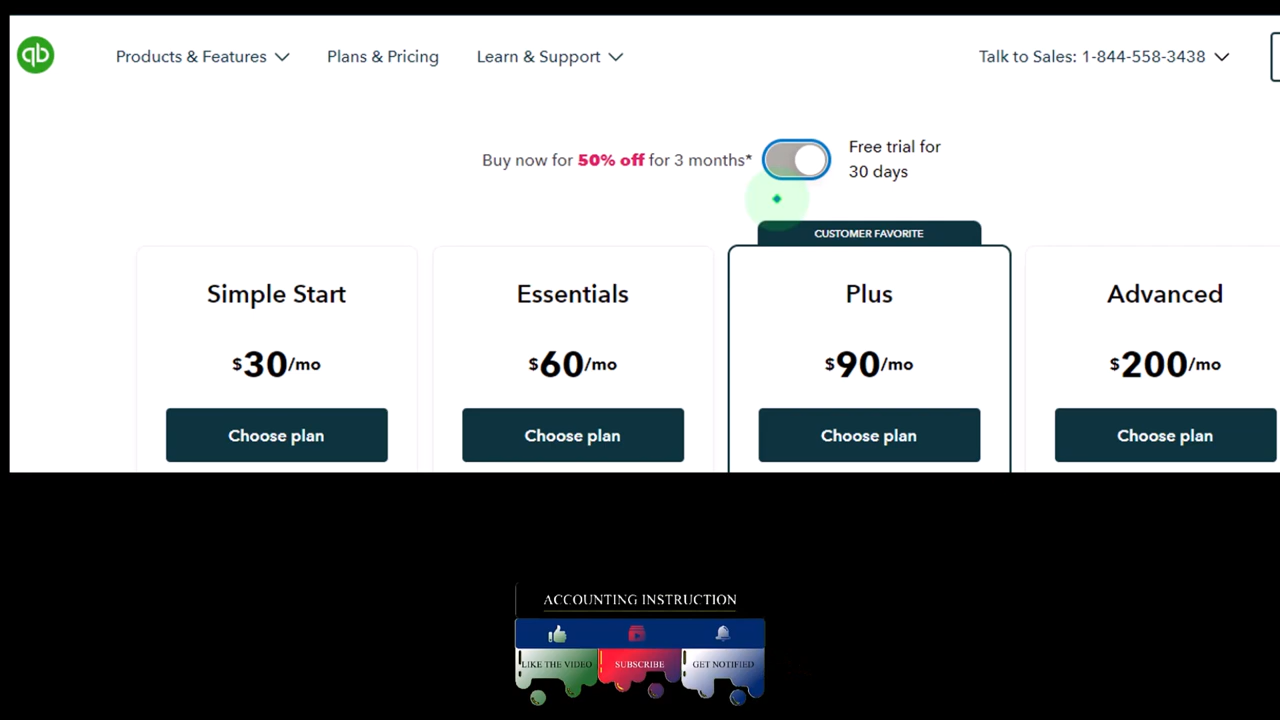 qb
Products & Features
Plans & Pricing
Learn & Support
Talk to Sales: 1-844-558-3438
Buy now for 50% off for 3 months*
Free trial for
30 days
CUSTOMER FAVORITE
Simple Start
Essentials
Plus
Advanced
$30/mo
$60/mo
$90/mo
$200/mo
Choose plan
Choose plan
Choose plan
Choose plan
ACCOUNTING INSTRUCTION
LIKE THE VIDEO
SUBSCRIBE
GET NOTIFIED